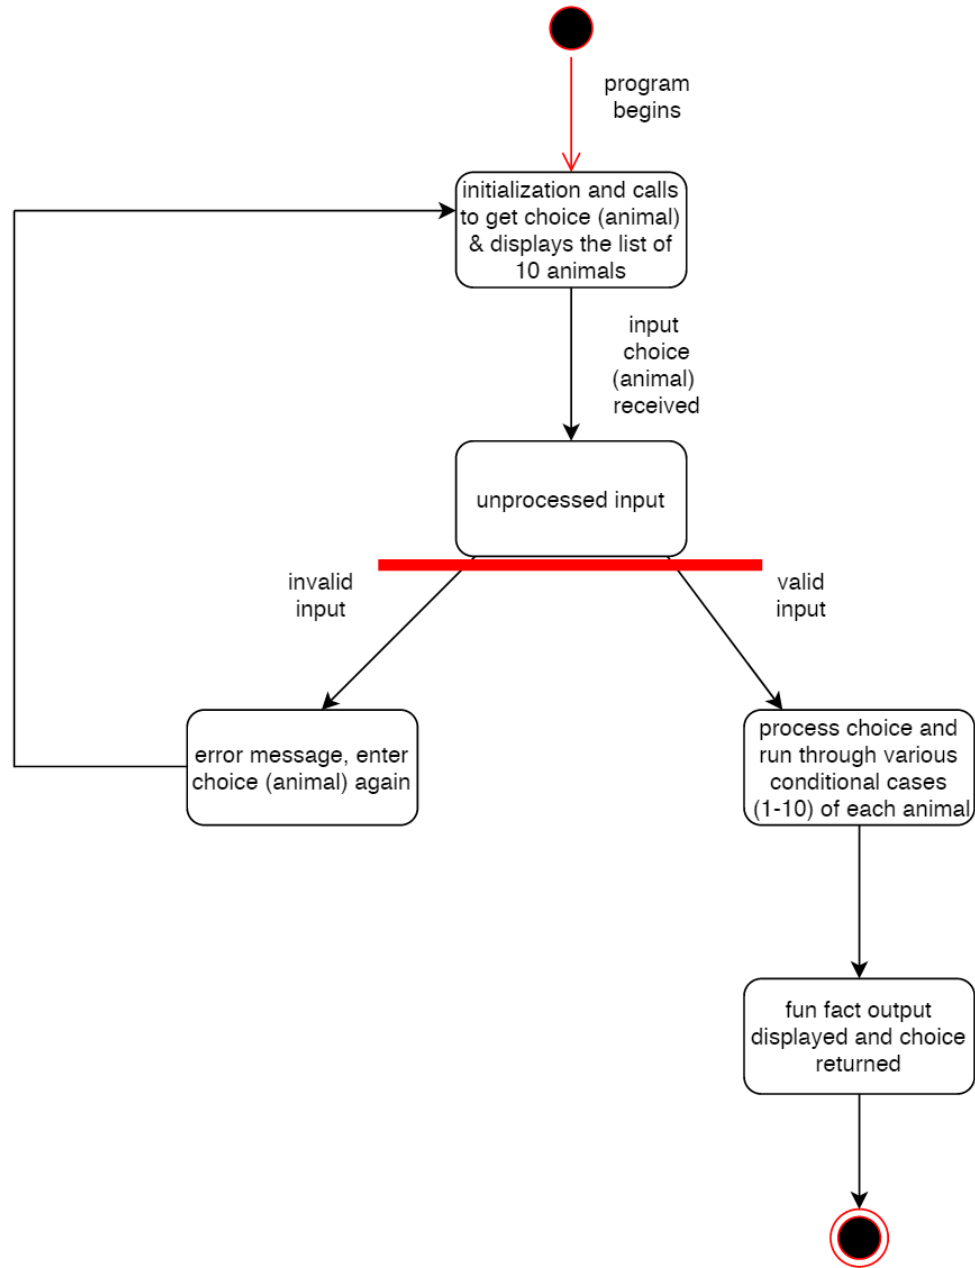 program
begins
initialization and calls
to get choice (animal)
& displays the list of
10 animals
input
choice
(animal)
received
unprocessed input
invalid
input
valid
input
error message, enter
choice (animal) again
process choice and
run through various
conditional cases
(1-10) of each animal
fun fact output
displayed and choice
returned